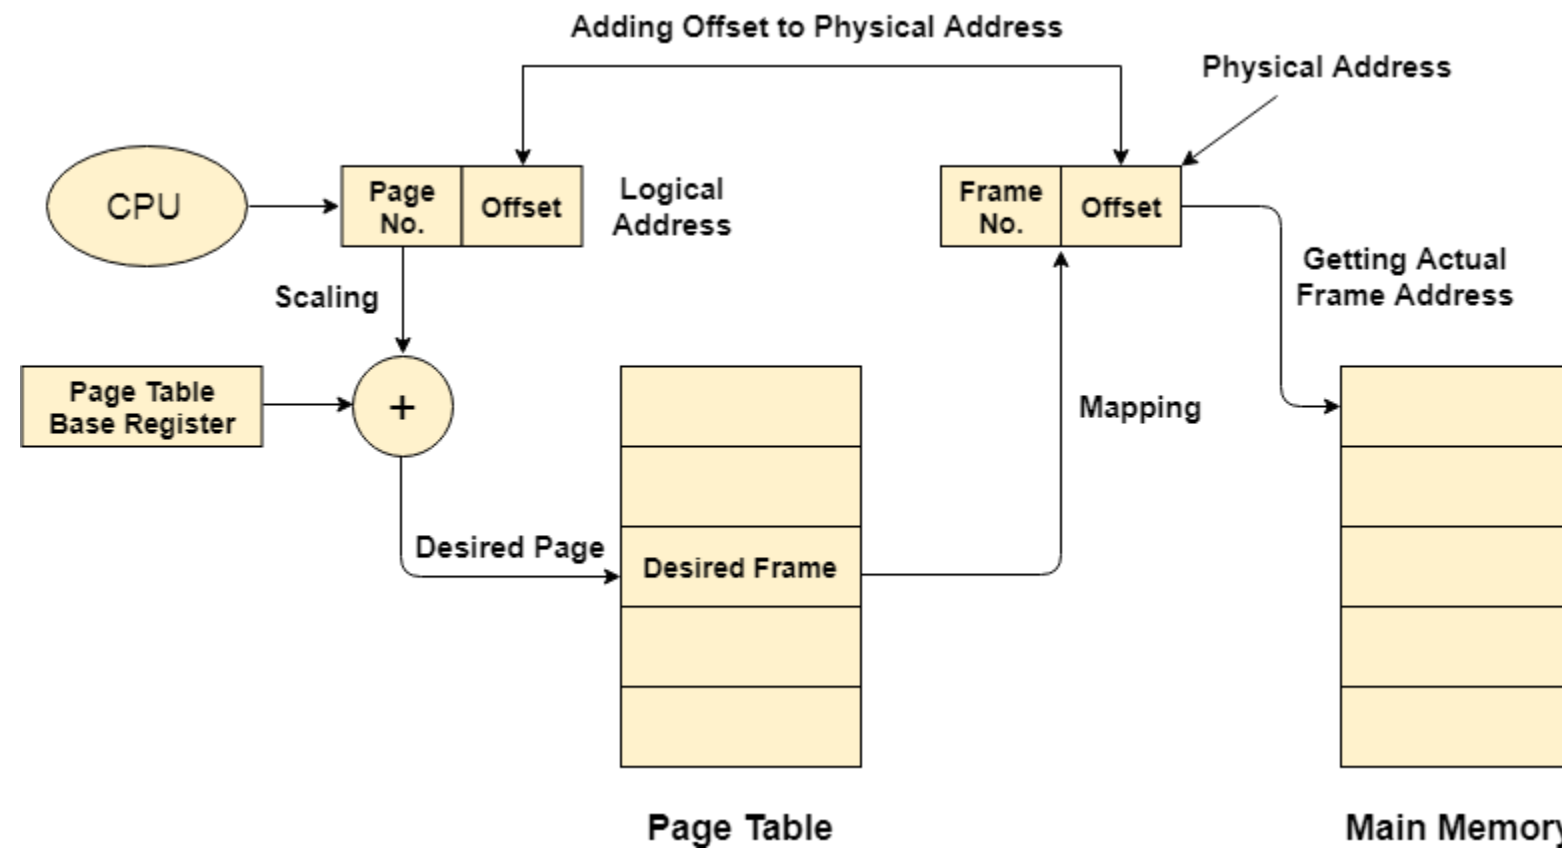 Adding Offset to Physical Address
Physical Address
CPU
Page
No.
Offset
Logical
Address
Frame
No.
Offset
Scaling
Getting Actual
Frame Address
Page Table
Base Register
+
Mapping
Desired Page
Desired Frame
Page Table
Main Memory